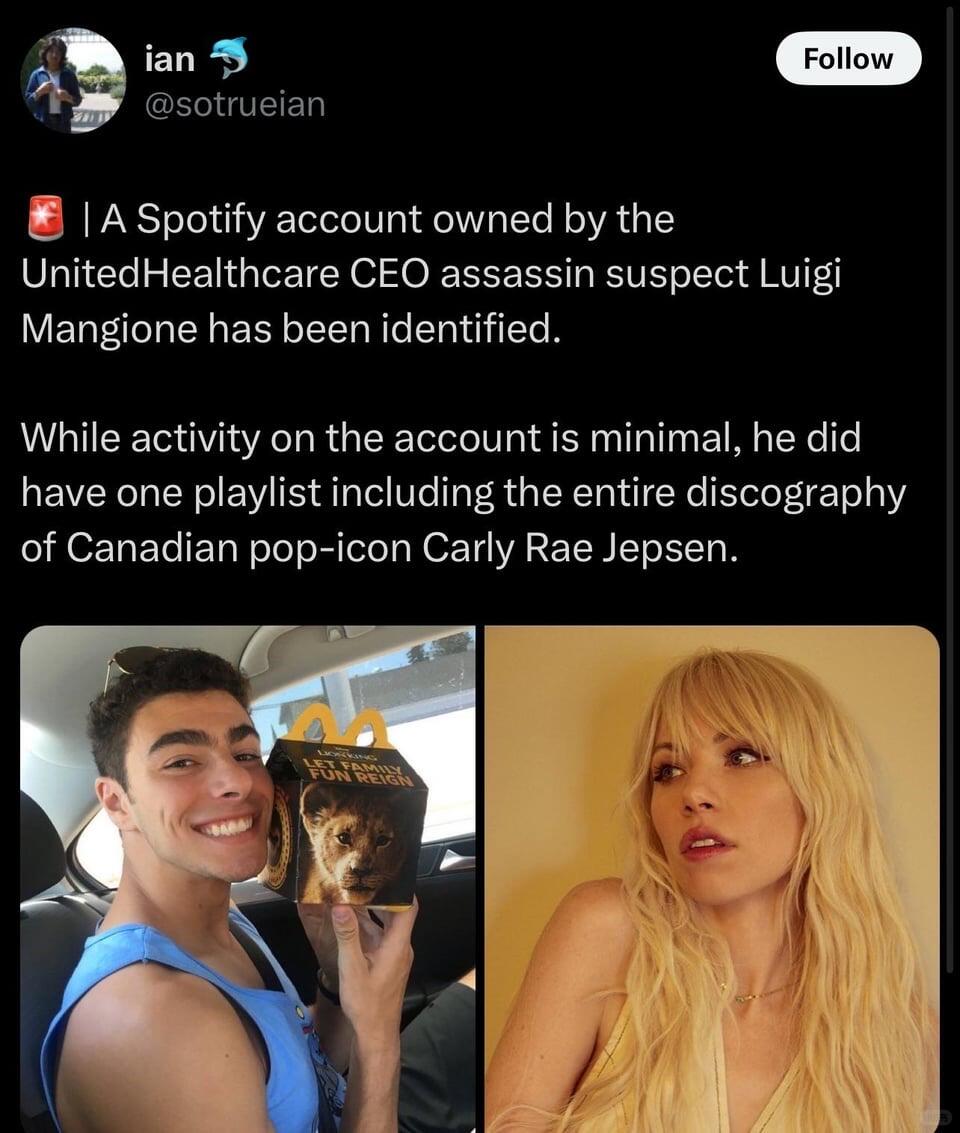 ian 🐬
Follow
@sotrueian
🚨 | A Spotify account owned by the
UnitedHealthcare CEO assassin suspect Luigi
Mangione has been identified.
While activity on the account is minimal, he did
have one playlist including the entire discography
of Canadian pop-icon Carly Rae Jepsen.
Disney
THE LION KING
LET FAMILY
FUN REIGN